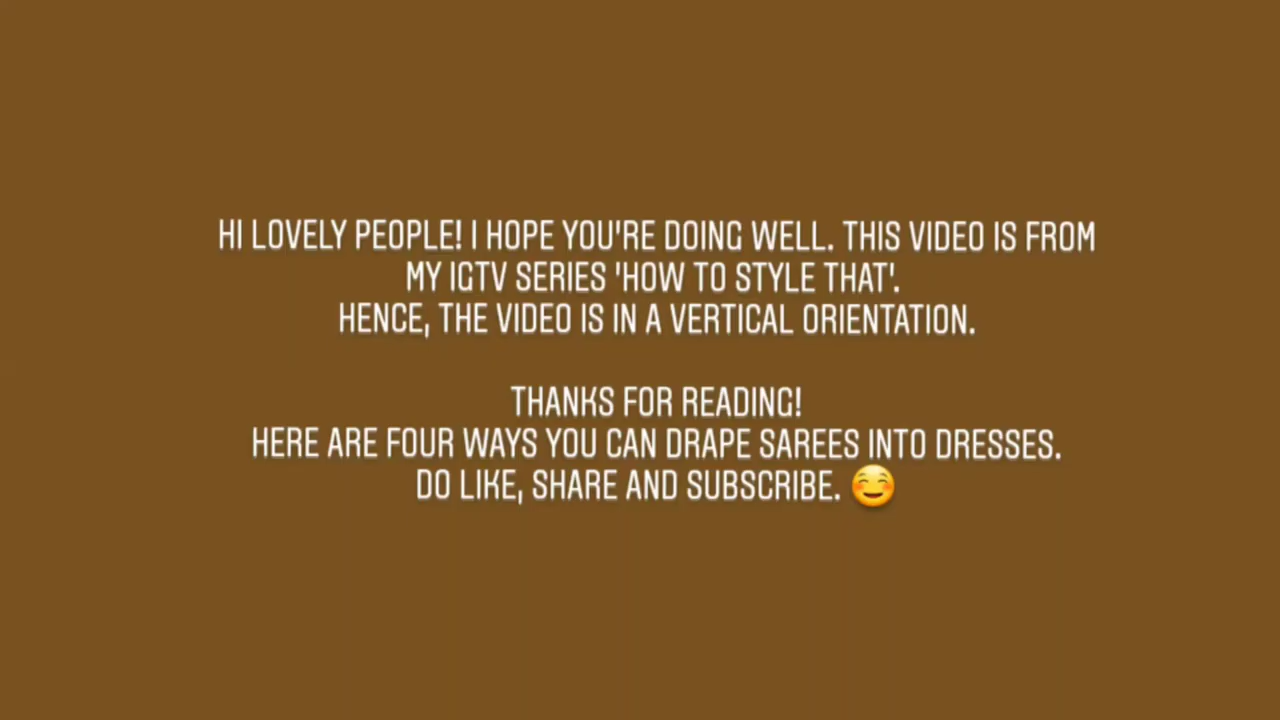 HI LOVELY PEOPLE! I HOPE YOU'RE DOING WELL. THIS VIDEO IS FROM
MY IGTV SERIES 'HOW TO STYLE THAT'.
HENCE, THE VIDEO IS IN A VERTICAL ORIENTATION.
THANKS FOR READING!
HERE ARE FOUR WAYS YOU CAN DRAPE SAREES INTO DRESSES.
DO LIKE, SHARE AND SUBSCRIBE. ☺️